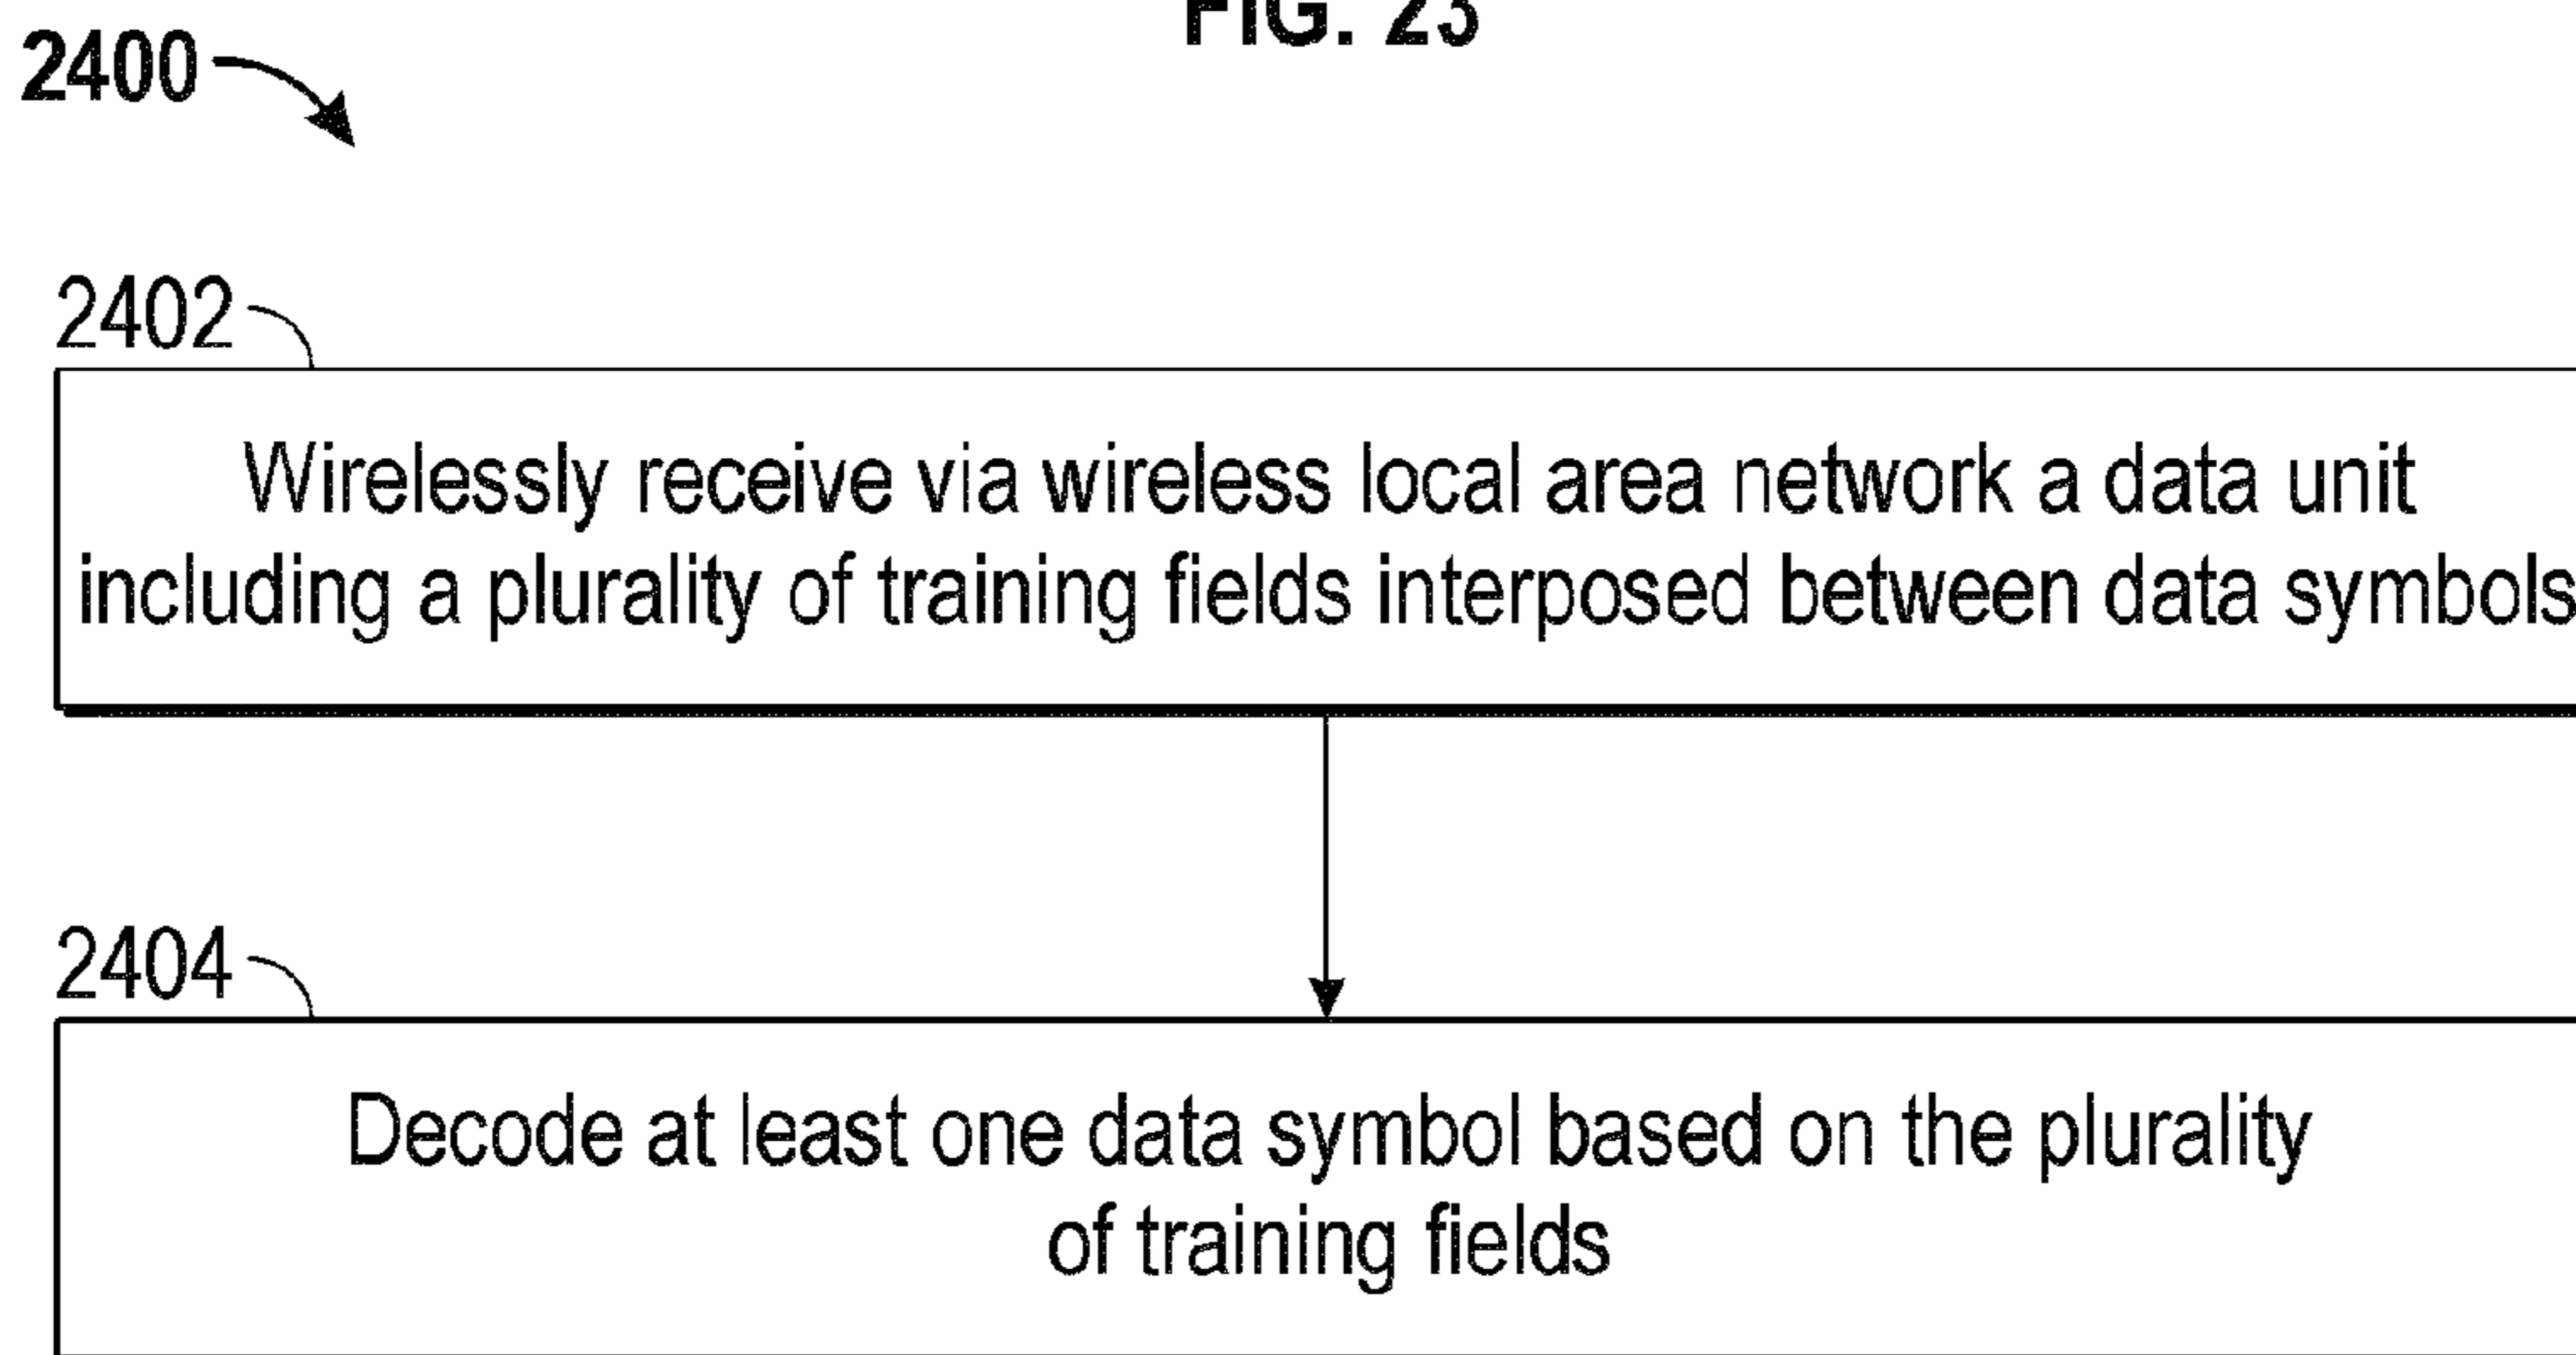 FIG. 23
2400
2402
Wirelessly receive via wireless local area network a data unit
including a plurality of training fields interposed between data symbols
2404
Decode at least one data symbol based on the plurality
of training fields